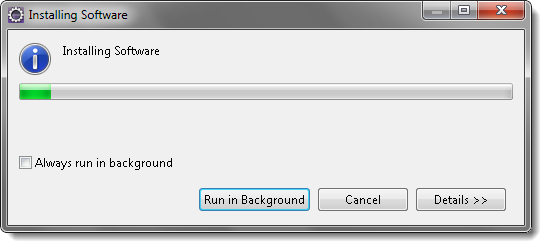 Installing Software
Installing Software
Always run in background
Run in Background
Cancel
Details >>